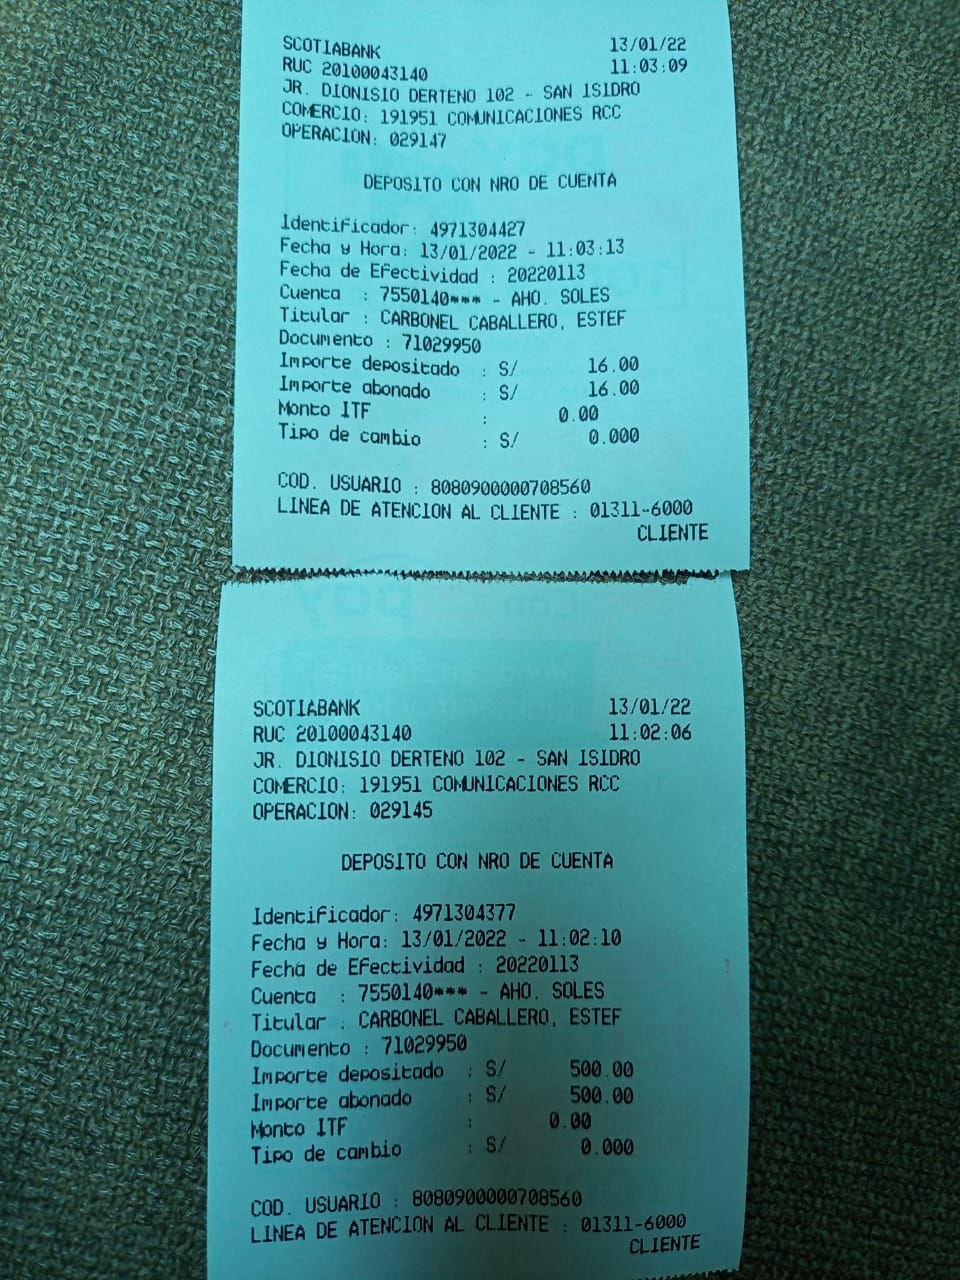 SCOTIABANK 13/01/22
RUC 20100043140 11:03:09
JR. DIONISIO DERTENO 102 - SAN ISIDRO
COMERCIO: 191951 COMUNICACIONES RCC
OPERACION: 029147
DEPOSITO CON NRO DE CUENTA
Identificador: 4971304427
Fecha y Hora: 13/01/2022 - 11:03:13
Fecha de Efectividad : 20220113
Cuenta : 7550140*** - AHO. SOLES
Titular : CARBONEL CABALLERO, ESTEF
Documento : 71029950
Importe depositado : S/ 16.00
Importe abonado : S/ 16.00
Monto ITF : 0.00
Tipo de cambio : S/ 0.000
COD. USUARIO : 8080900000708560
LINEA DE ATENCION AL CLIENTE : 01311-6000
CLIENTE
SCOTIABANK 13/01/22
RUC 20100043140 11:02:06
JR. DIONISIO DERTENO 102 - SAN ISIDRO
COMERCIO: 191951 COMUNICACIONES RCC
OPERACION: 029145
DEPOSITO CON NRO DE CUENTA
Identificador: 4971304377
Fecha y Hora: 13/01/2022 - 11:02:10
Fecha de Efectividad : 20220113
Cuenta : 7550140*** - AHO. SOLES
Titular : CARBONEL CABALLERO, ESTEF
Documento : 71029950
Importe depositado : S/ 500.00
Importe abonado : S/ 500.00
Monto ITF : 0.00
Tipo de cambio : S/ 0.000
COD. USUARIO : 8080900000708560
LINEA DE ATENCION AL CLIENTE : 01311-6000
CLIENTE